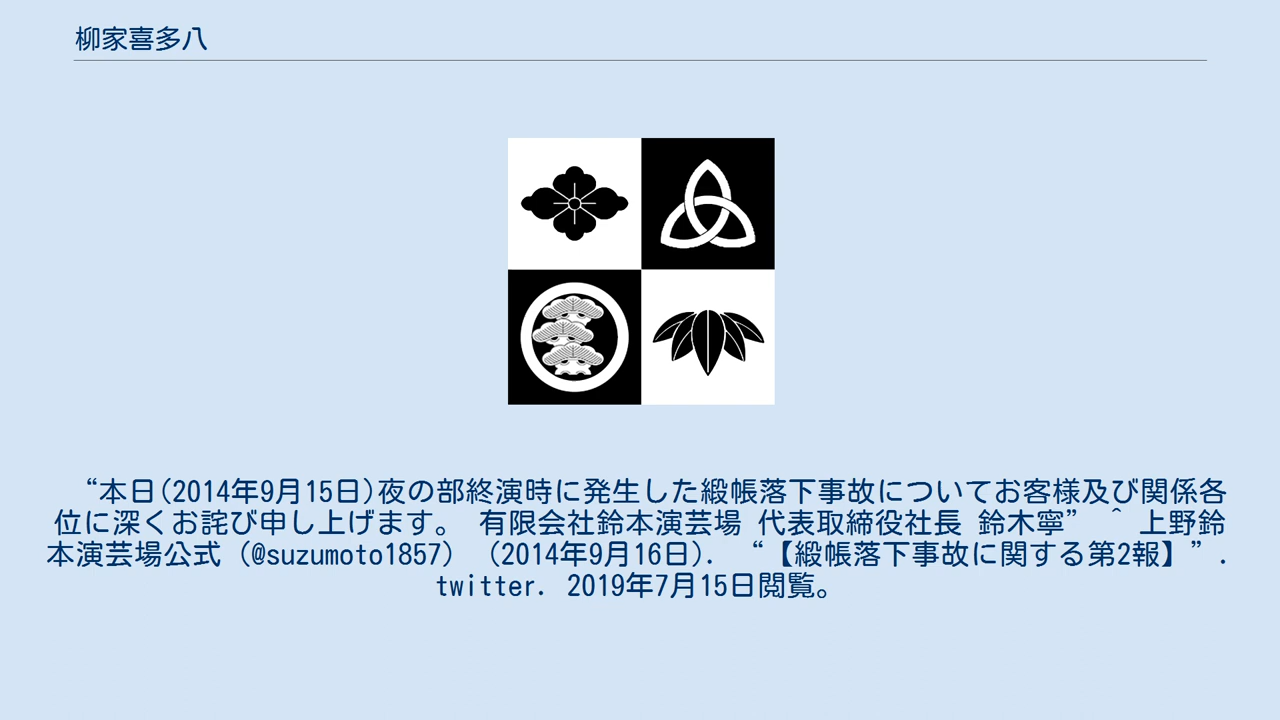 柳家喜多八
“本日(2014年9月15日)夜の部終演時に発生した緞帳落下事故についてお客様及び関係各
位に深くお詫び申し上げます。 有限会社鈴本演芸場 代表取締役社長 鈴木寧” ^ 上野鈴
本演芸場公式 (@suzumoto1857) (2014年9月16日). “【緞帳落下事故に関する第2報】”.
twitter. 2019年7月15日閲覧。